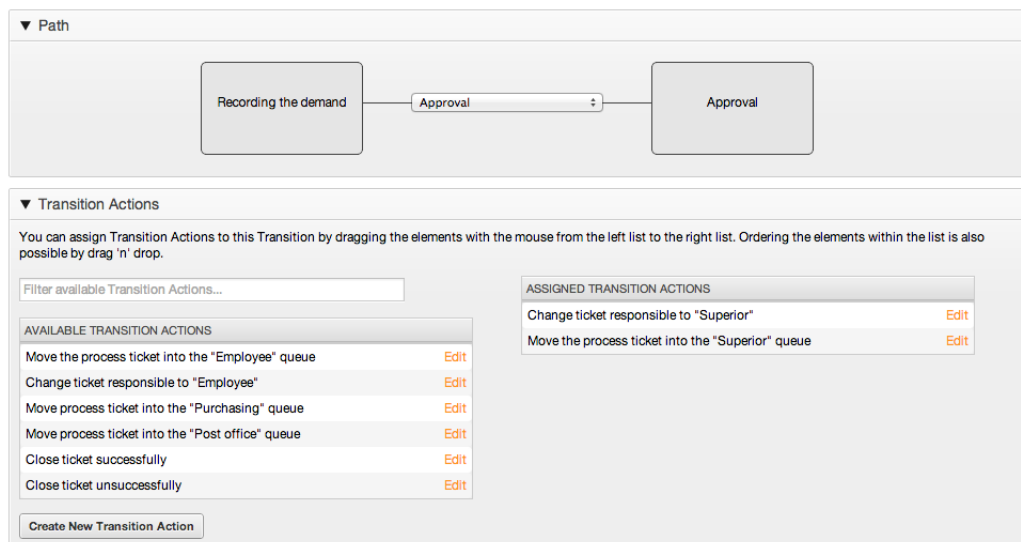 ▼ Path
Recording the demand
Approval
Approval
▼ Transition Actions
You can assign Transition Actions to this Transition by dragging the elements with the mouse from the left list to the right list. Ordering the elements within the list is also
possible by drag 'n' drop.
Filter available Transition Actions...
AVAILABLE TRANSITION ACTIONS
Move the process ticket into the "Employee" queue Edit
Change ticket responsible to "Employee" Edit
Move process ticket into the "Purchasing" queue Edit
Move process ticket into the "Post office" queue Edit
Close ticket successfully Edit
Close ticket unsuccessfully Edit
Create New Transition Action
ASSIGNED TRANSITION ACTIONS
Change ticket responsible to "Superior" Edit
Move the process ticket into the "Superior" queue Edit